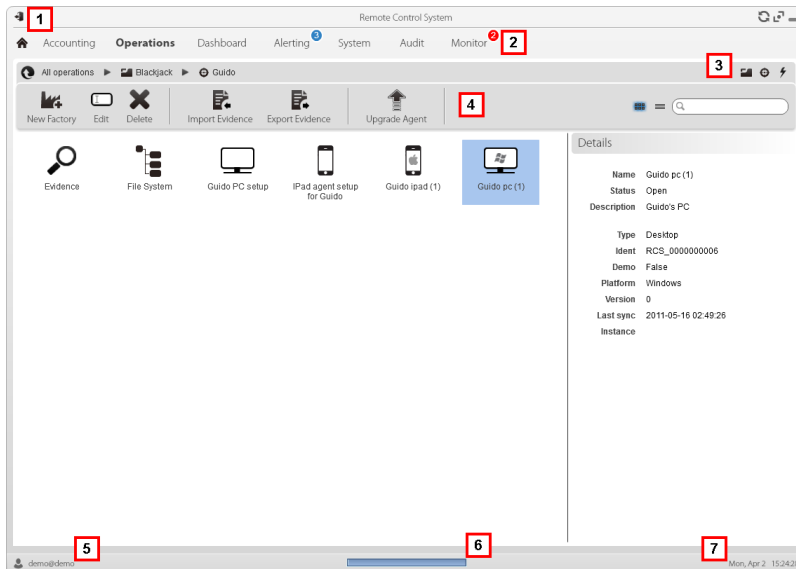 1
Remote Control System
Accounting Operations Dashboard Alerting 3 System Audit Monitor 2 2
All operations Blackjack Guido 3
New Factory Edit Delete Import Evidence Export Evidence Upgrade Agent 4
Details
Evidence
File System
Guido PC setup
IPad agent setup
for Guido
Guido ipad (1)
Guido pc (1)
Name Guido pc (1)
Status Open
Description Guido's PC
Type Desktop
Ident RCS_0000000006
Demo False
Platform Windows
Version 0
Last sync 2011-05-16 02:49:26
Instance
5
6
7
demo@demo
Mon, Apr 2 15:24:2